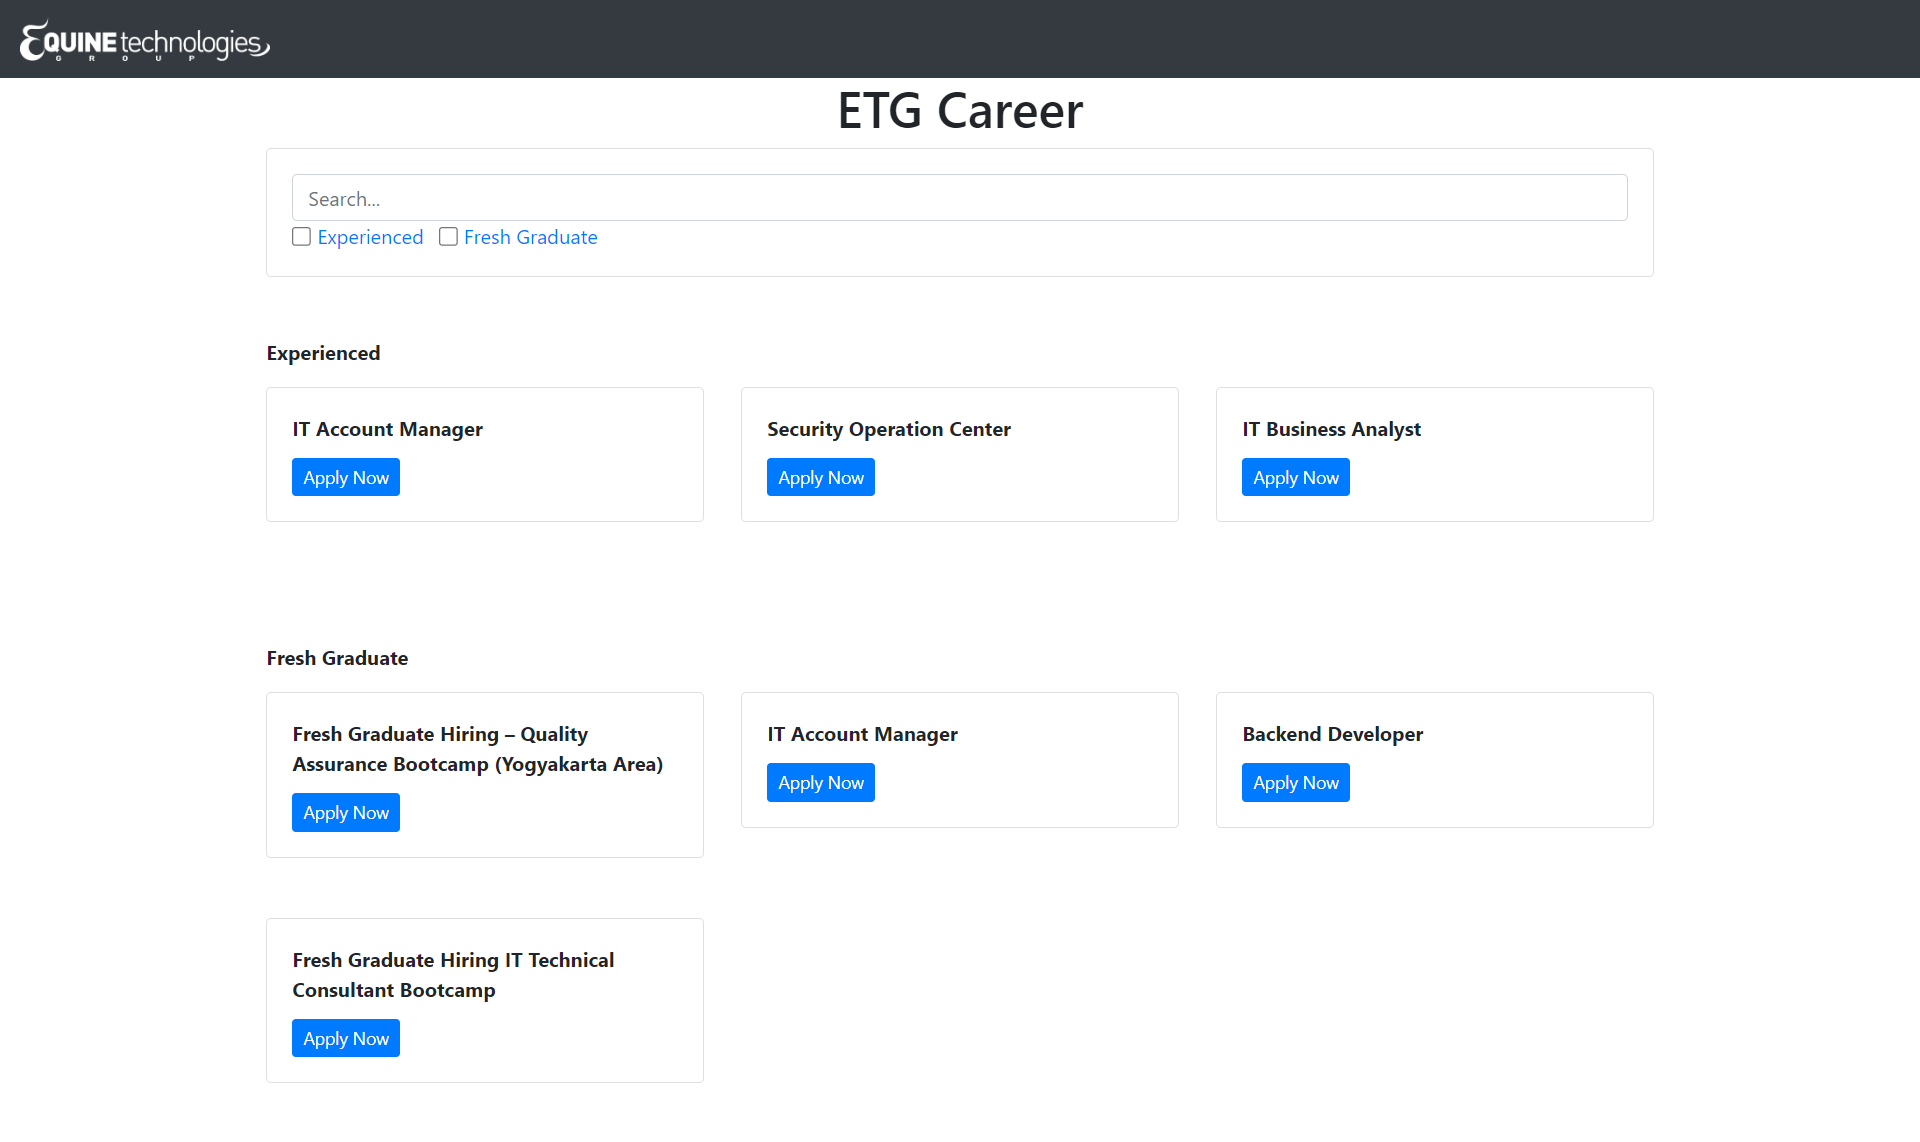 EQUINE technologies
GROUP
ETG Career
Search...
Experienced Fresh Graduate
Experienced
IT Account Manager
Apply Now
Security Operation Center
Apply Now
IT Business Analyst
Apply Now
Fresh Graduate
Fresh Graduate Hiring – Quality
Assurance Bootcamp (Yogyakarta Area)
Apply Now
IT Account Manager
Apply Now
Backend Developer
Apply Now
Fresh Graduate Hiring IT Technical
Consultant Bootcamp
Apply Now